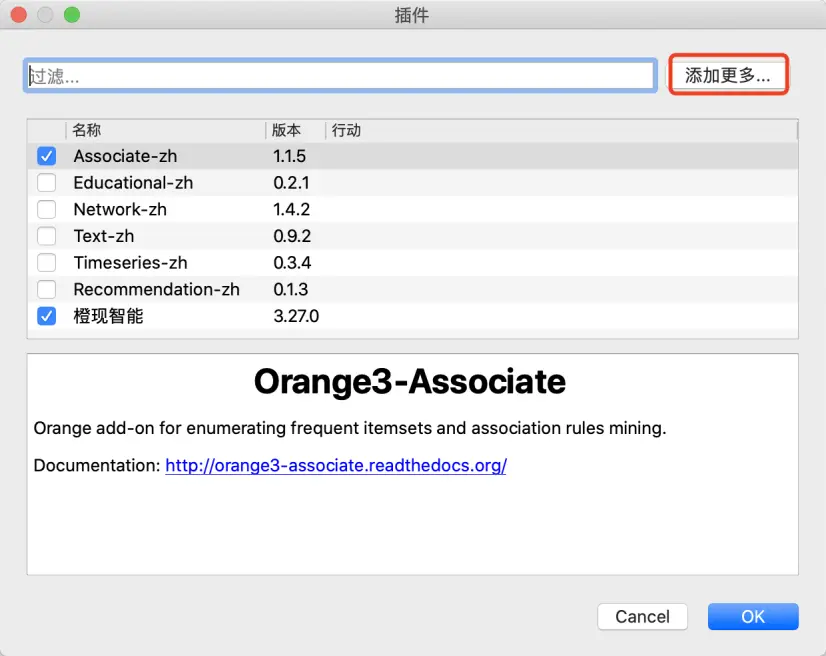 插件
过滤... 添加更多...
名称 版本 行动
Associate-zh 1.1.5
Educational-zh 0.2.1
Network-zh 1.4.2
Text-zh 0.9.2
Timeseries-zh 0.3.4
Recommendation-zh 0.1.3
橙现智能 3.27.0
Orange3-Associate
Orange add-on for enumerating frequent itemsets and association rules mining.
Documentation: http://orange3-associate.readthedocs.org/
Cancel OK